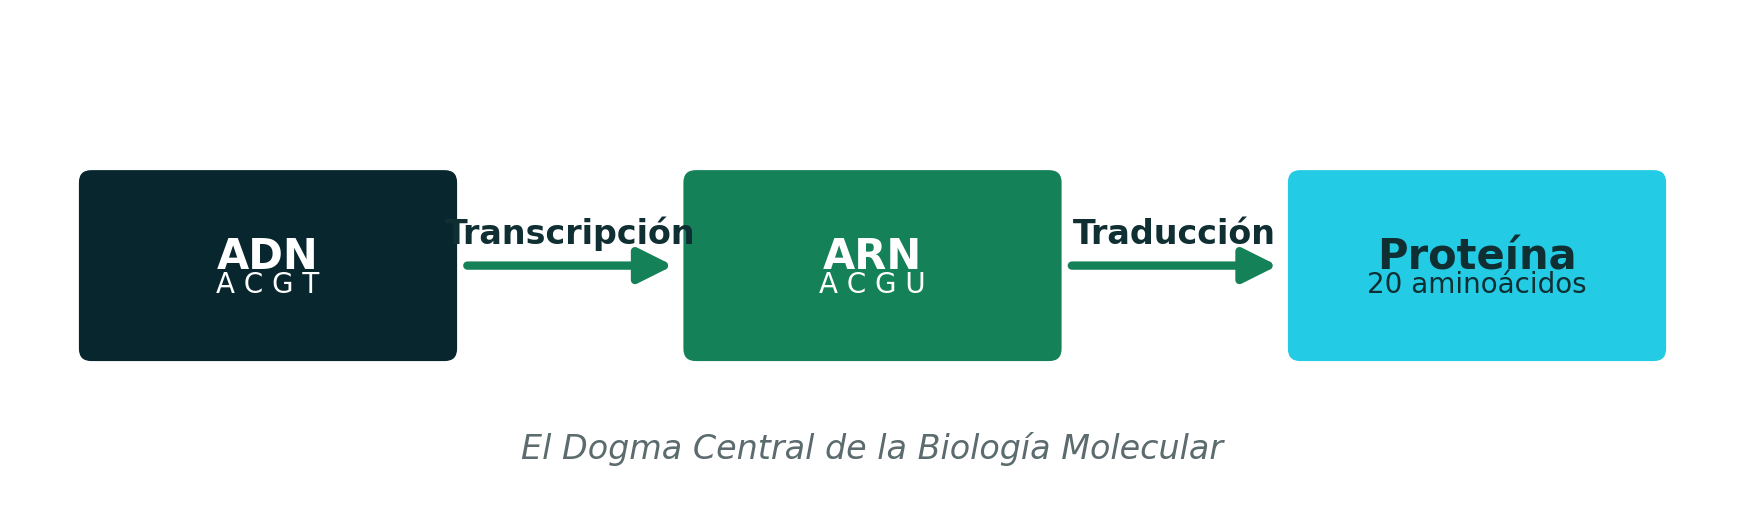 ADN
A C G T
Transcripción
ARN
A C G U
Traducción
Proteína
20 aminoácidos
El Dogma Central de la Biología Molecular